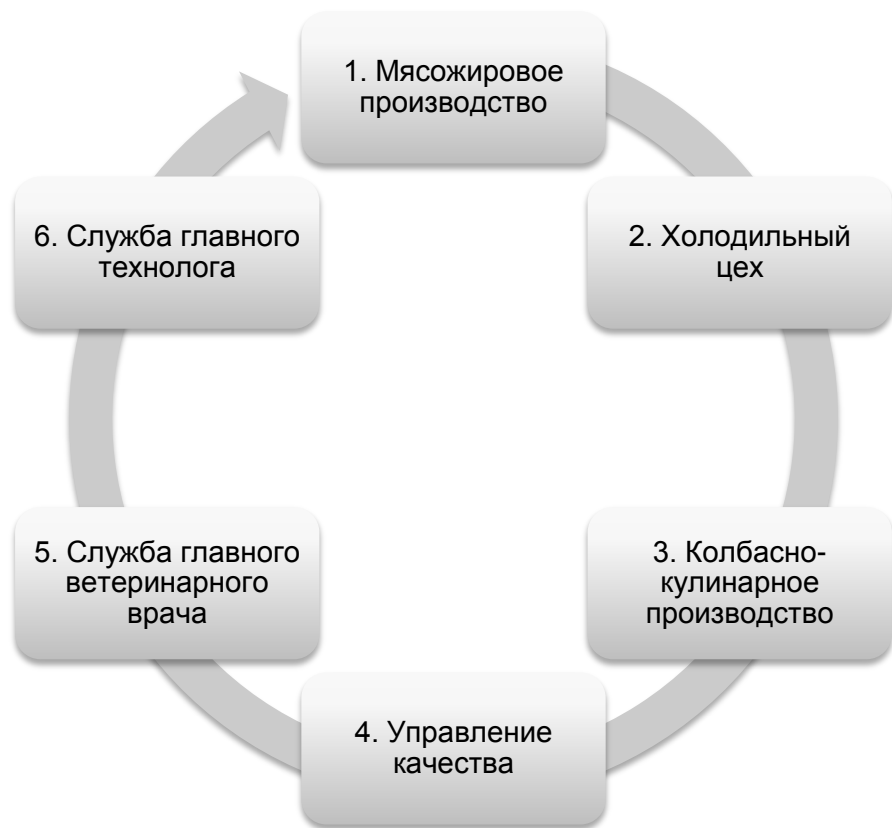 1. Мясожировое
производство
2. Холодильный
цех
3. Колбасно-
кулинарное
производство
4. Управление
качества
5. Служба главного
ветеринарного
врача
6. Служба главного
технолога